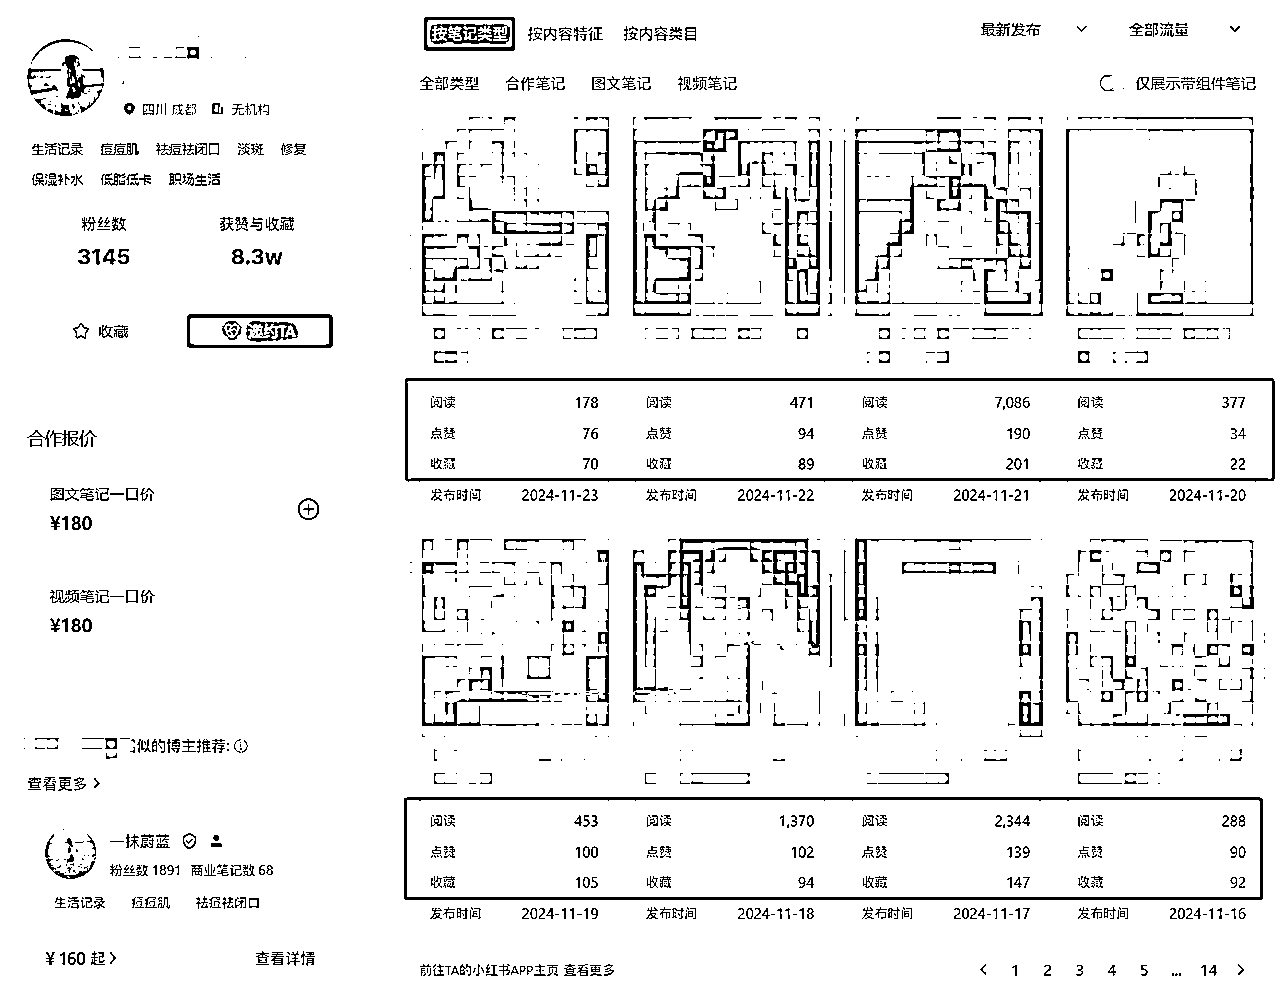 四川 成都 无机构
生活记录 痘痘肌 祛痘祛闭口 淡斑 修复
保湿补水 低脂低卡 职场生活
粉丝数 获赞与收藏
3145 8.3w
收藏 邀约TA
合作报价
图文笔记一口价
¥180
视频笔记一口价
¥180
似的博主推荐:
查看更多 >
一抹蔚蓝
粉丝数 1891 商业笔记数 68
生活记录 痘痘肌 祛痘祛闭口
¥ 160 起 >
查看详情
按笔记类型 按内容特征 按内容类目
最新发布 全部流量
全部类型 合作笔记 图文笔记 视频笔记
仅展示带组件笔记
阅读 178 阅读 471 阅读 7,086 阅读 377
点赞 76 点赞 94 点赞 190 点赞 34
收藏 70 收藏 89 收藏 201 收藏 22
发布时间 2024-11-23 发布时间 2024-11-22 发布时间 2024-11-21 发布时间 2024-11-20
阅读 453 阅读 1,370 阅读 2,344 阅读 288
点赞 100 点赞 102 点赞 139 点赞 90
收藏 105 收藏 94 收藏 147 收藏 92
发布时间 2024-11-19 发布时间 2024-11-18 发布时间 2024-11-17 发布时间 2024-11-16
前往TA的小红书APP主页 查看更多
< 1 2 3 4 5 ... 14 >